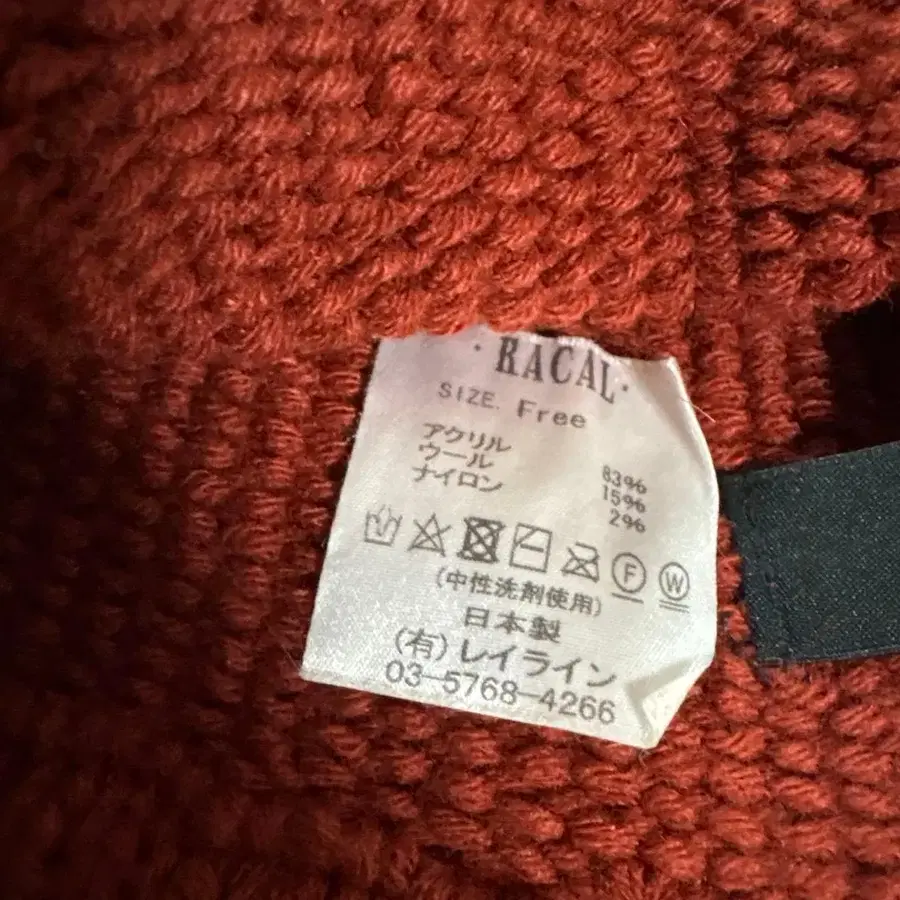 · RACAL ·
SIZE. Free
アクリル 83%
ウール 15%
ナイロン 2%
F W
(中性洗剤使用)
日本製
(有) レイライン
03-5768-4266